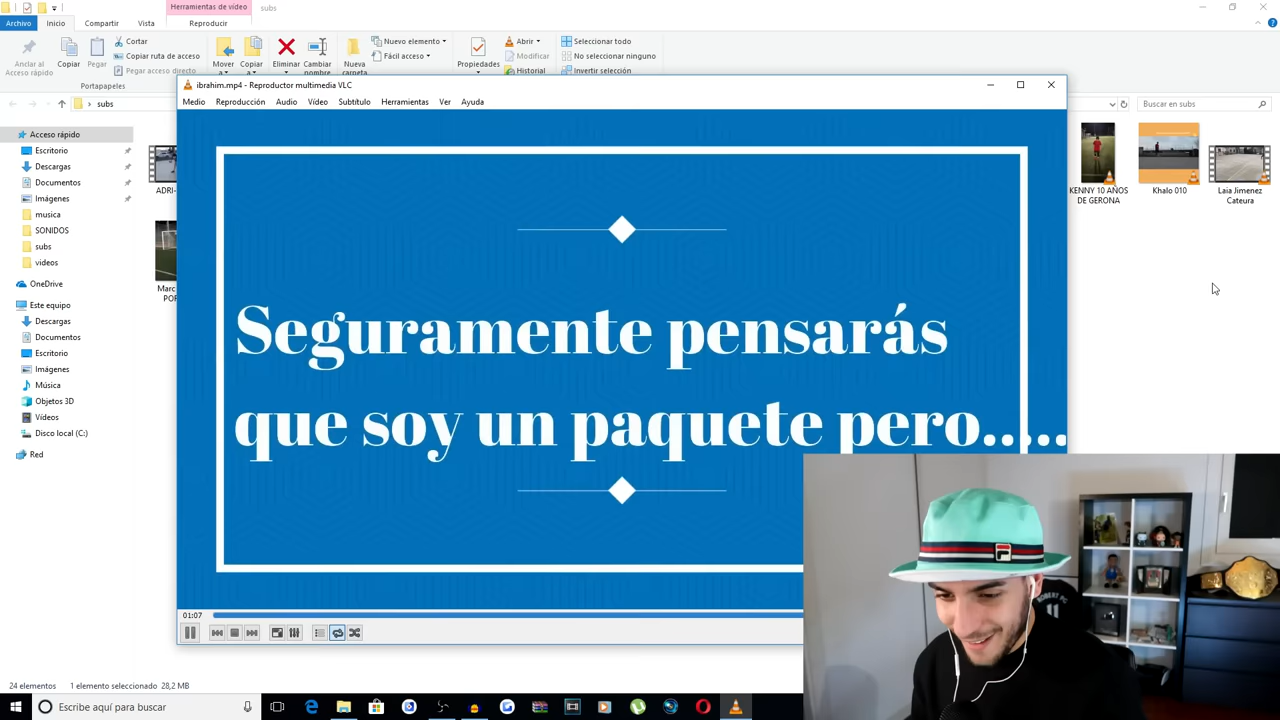 Herramientas de vídeo
subs
Archivo
Inicio
Compartir
Vista
Reproducir
Anclar al
Acceso rápido
Copiar
Pegar
Cortar
Copiar ruta de acceso
Pegar acceso directo
Portapapeles
Mover
a
Copiar
a
Eliminar
Cambiar
nombre
Nueva
carpeta
Nuevo elemento
Fácil acceso
Propiedades
Abrir
Modificar
Historial
Seleccionar todo
No seleccionar ninguno
Invertir selección
subs
Buscar en subs
Acceso rápido
Escritorio
Descargas
Documentos
Imágenes
musica
SONIDOS
subs
videos
OneDrive
Este equipo
Descargas
Documentos
Escritorio
Imágenes
Música
Objetos 3D
Vídeos
Disco local (C:)
Red
ADRI-
Marc
POR
ibrahim.mp4 - Reproductor multimedia VLC
Medio
Reproducción
Audio
Vídeo
Subtítulo
Herramientas
Ver
Ayuda
Seguramente pensarás
que soy un paquete pero.....
01:07
KENNY 10 AÑOS
DE GERONA
Khalo 010
Laia Jimenez
Cateura
ROBERT PG
11
24 elementos
1 elemento seleccionado 28,2 MB
Escribe aquí para buscar